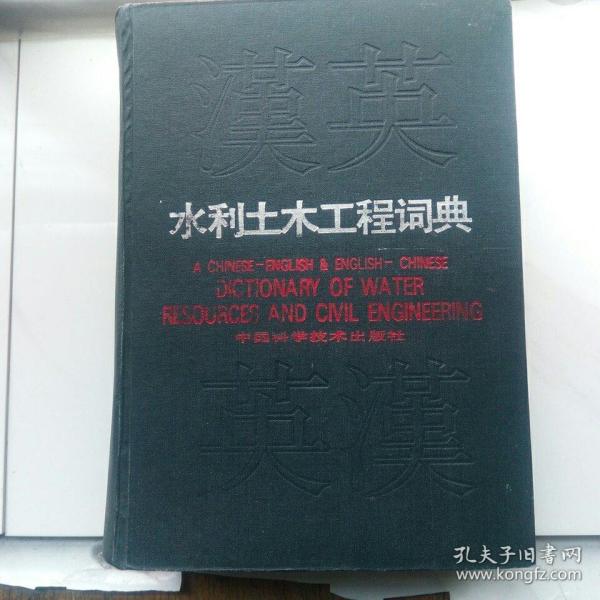 漢英
水利土木工程词典
A CHINESE-ENGLISH & ENGLISH- CHINESE
DICTIONARY OF WATER
RESOURCES AND CIVIL ENGINEERING
中国科学技术出版社
英漢
孔夫子旧书网
www.kongfz.com